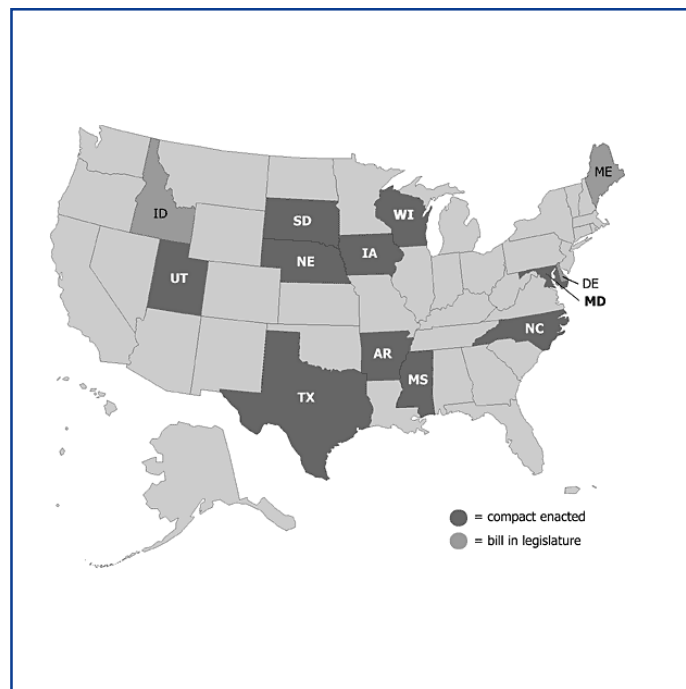 ME
WI
ID
SD
IA
NE
UT
DE
MD
NC
AR
MS
TX
= compact enacted
= bill in legislature